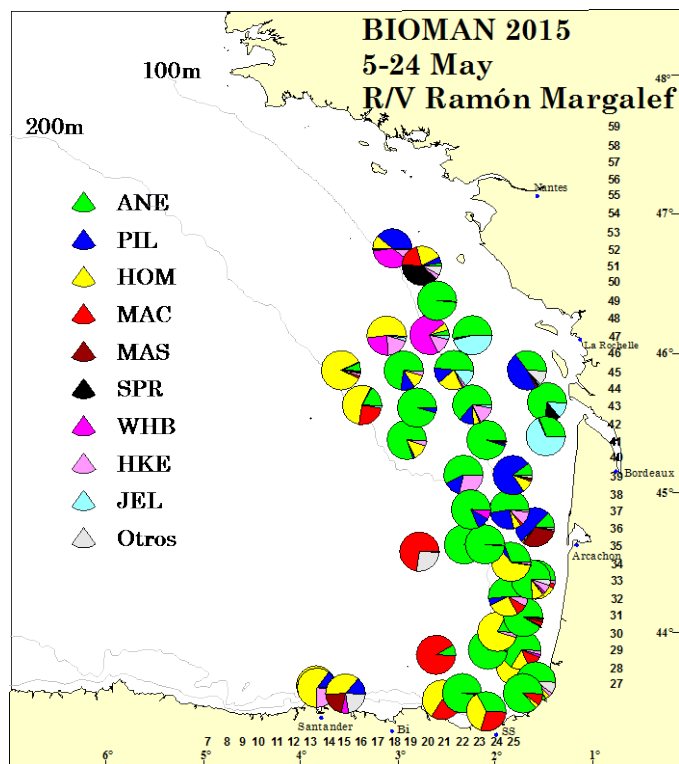 BIOMAN 2015
5-24 May
R/V Ramón Margalef
100m
200m
48°
59
58
57
56
55
54
53
52
51
50
49
48
47
46
45
44
43
42
41
40
39
38
37
36
35
34
33
32
31
30
29
28
27
Nantes
47°
La Rochelle
46°
Bordeaux
45°
Arcachon
44°
ANE
PIL
HOM
MAC
MAS
SPR
WHB
HKE
JEL
Otros
Santander
Bi
SS
7 8 9 10 11 12 13 14 15 16 17 18 19 20 21 22 23 24 25
6° 5° 4° 3° 2° 1°